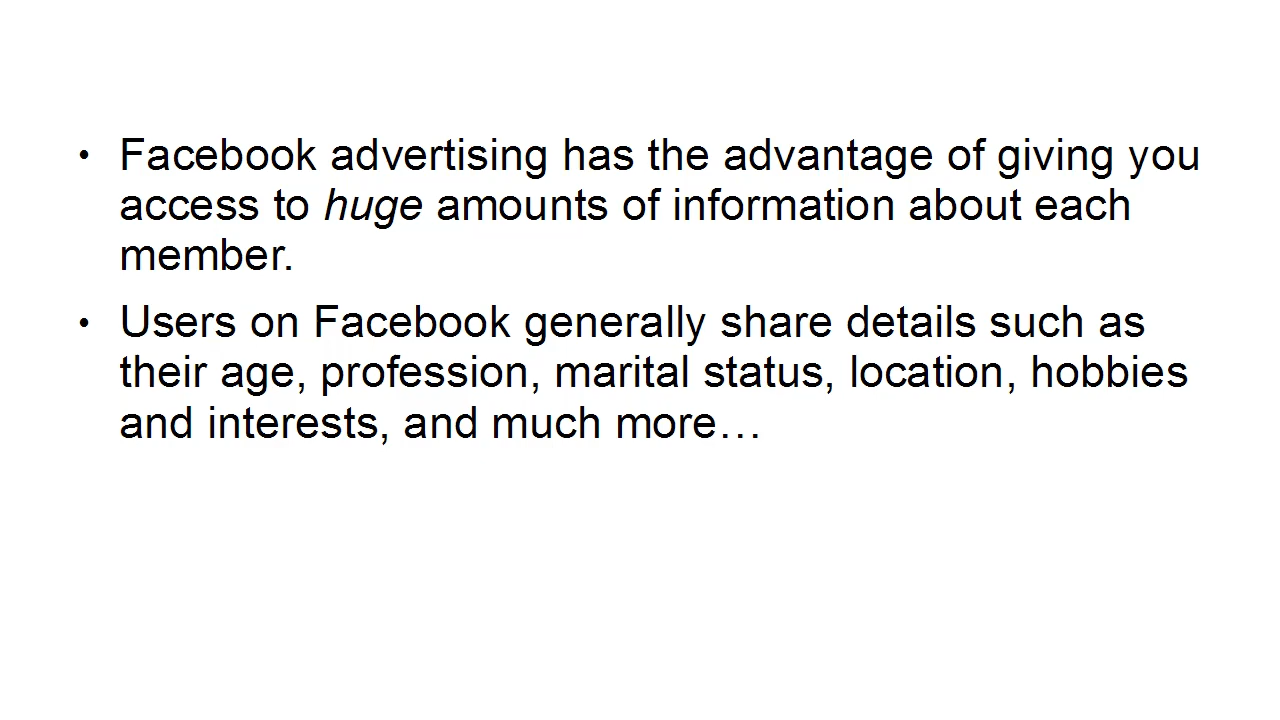 • Facebook advertising has the advantage of giving you
access to huge amounts of information about each
member.
• Users on Facebook generally share details such as
their age, profession, marital status, location, hobbies
and interests, and much more…